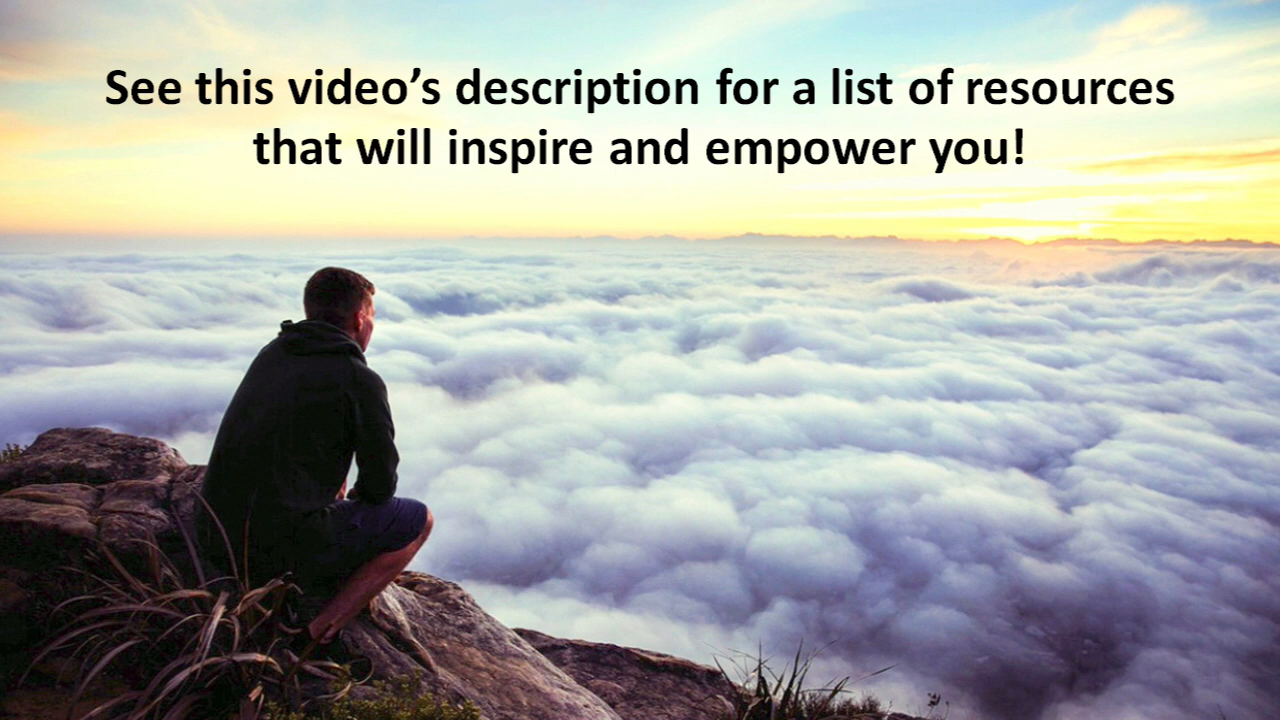 See this video’s description for a list of resources
that will inspire and empower you!